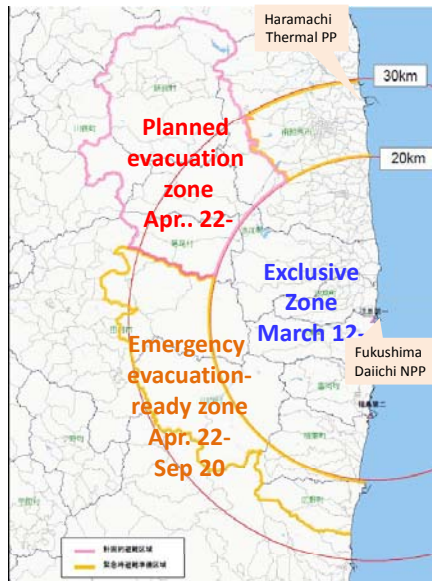 Haramachi
Thermal PP
30km
20km
Planned
evacuation
zone
Apr.. 22-
Exclusive
Zone
March 12-
Fukushima
Daiichi NPP
Emergency
evacuation-
ready zone
Apr. 22-
Sep 20
計画的避難区域
緊急時避難準備区域